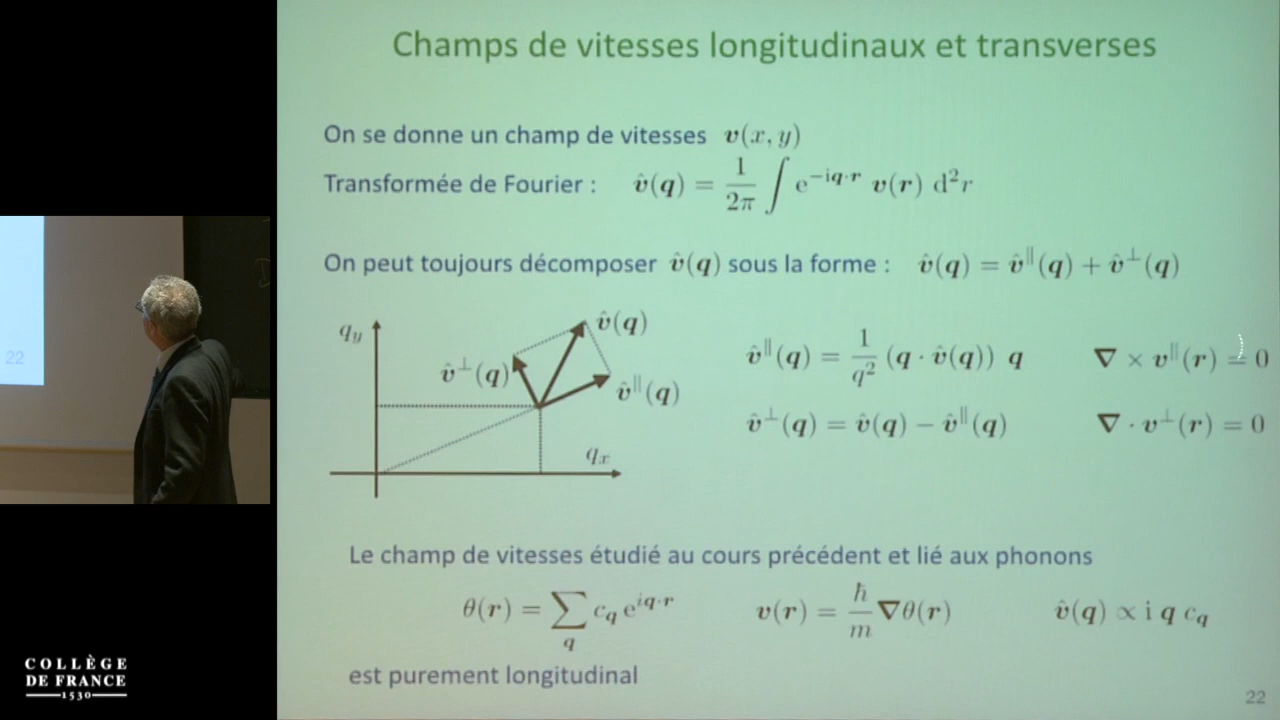 Champs de vitesses longitudinaux et transverses
On se donne un champ de vitesses v(x, y)
Transformée de Fourier : v̂(q) = 1/2π ∫ e^{−iq·r} v(r) d²r
On peut toujours décomposer v̂(q) sous la forme : v̂(q) = v̂^∥(q) + v̂^⊥(q)
q_y
v̂(q)
v̂^⊥(q)
v̂^∥(q)
q_x
v̂^∥(q) = 1/q² (q · v̂(q)) q
∇ × v^∥(r) = 0
v̂^⊥(q) = v̂(q) − v̂^∥(q)
∇ · v^⊥(r) = 0
Le champ de vitesses étudié au cours précédent et lié aux phonons
θ(r) = ∑_q c_q e^{iq·r}
v(r) = ħ/m ∇θ(r)
v̂(q) ∝ i q c_q
est purement longitudinal
22
22
COLLÈGE
DE FRANCE
1530